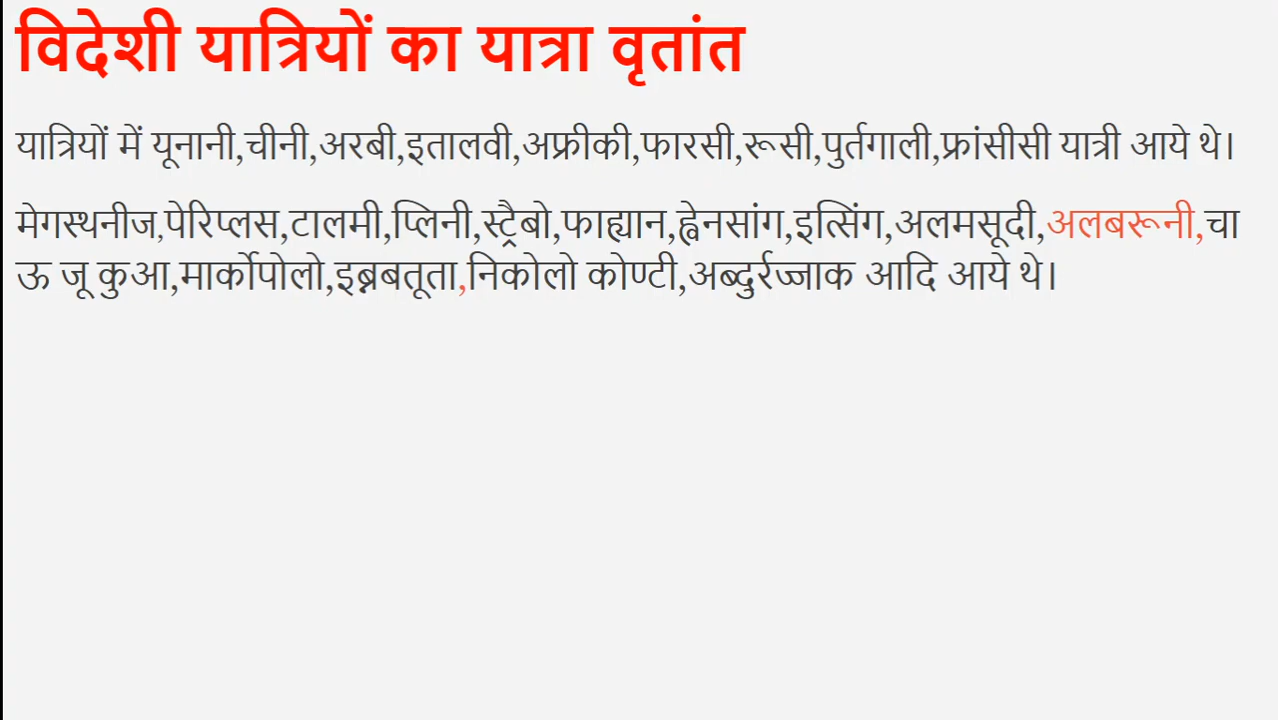 विदेशी यात्रियों का यात्रा वृतांत
यात्रियों में यूनानी,चीनी,अरबी,इतालवी,अफ्रीकी,फारसी,रूसी,पुर्तगाली,फ्रांसीसी यात्री आये थे।
मेगस्थनीज,पेरिप्लस,टालमी,प्लिनी,स्ट्रैबो,फाह्यान,ह्वेनसांग,इत्सिंग,अलमसूदी,अलबरूनी,चा
ऊ जू कुआ,मार्कोपोलो,इब्नबतूता,निकोलो कोण्टी,अब्दुर्रज्जाक आदि आये थे।